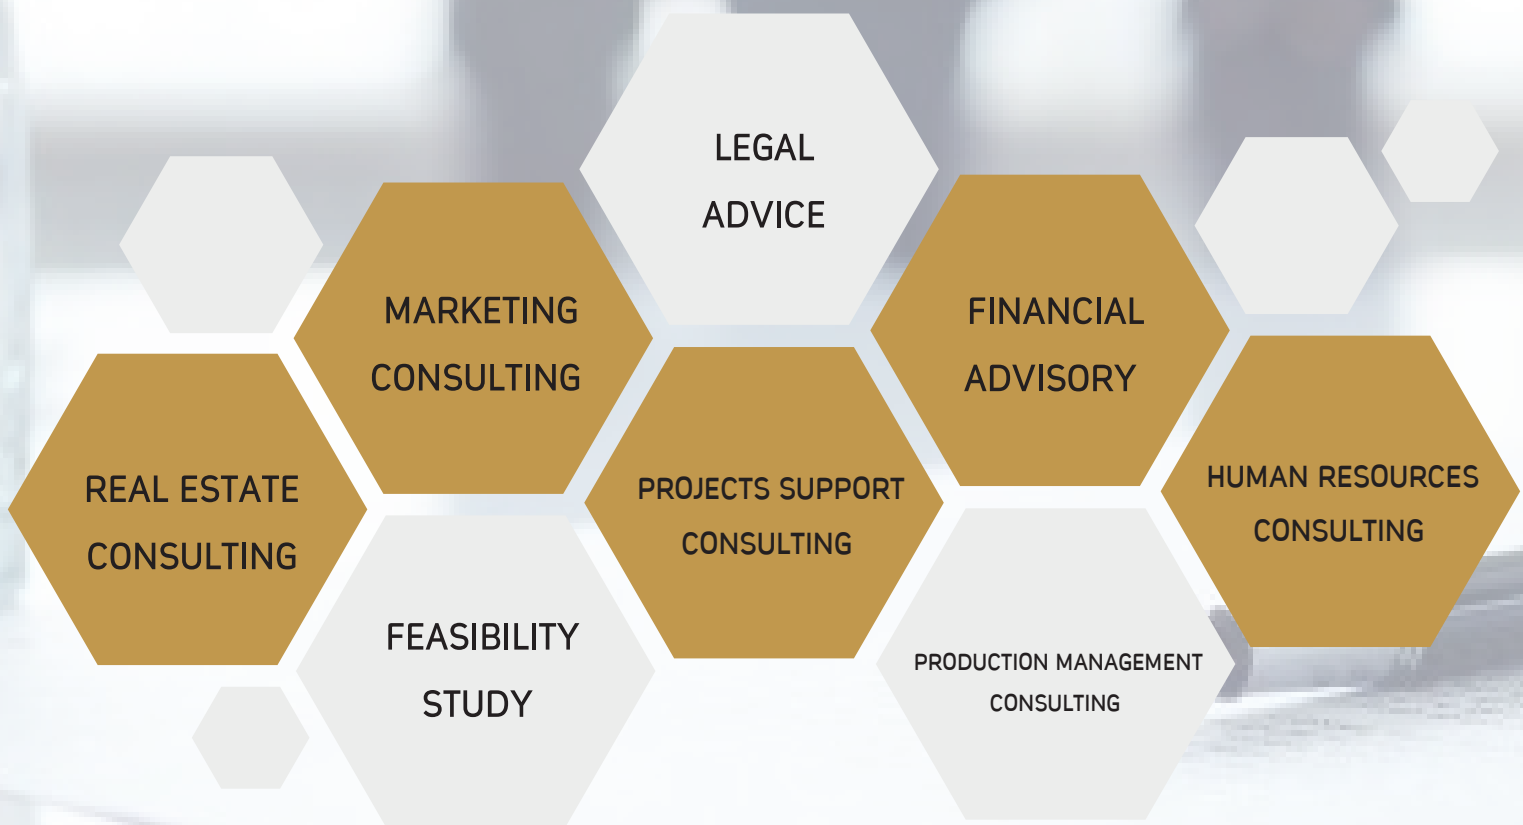 LEGAL
ADVICE
MARKETING
CONSULTING
FINANCIAL
ADVISORY
REAL ESTATE
CONSULTING
PROJECTS SUPPORT
CONSULTING
HUMAN RESOURCES
CONSULTING
FEASIBILITY
STUDY
PRODUCTION MANAGEMENT
CONSULTING